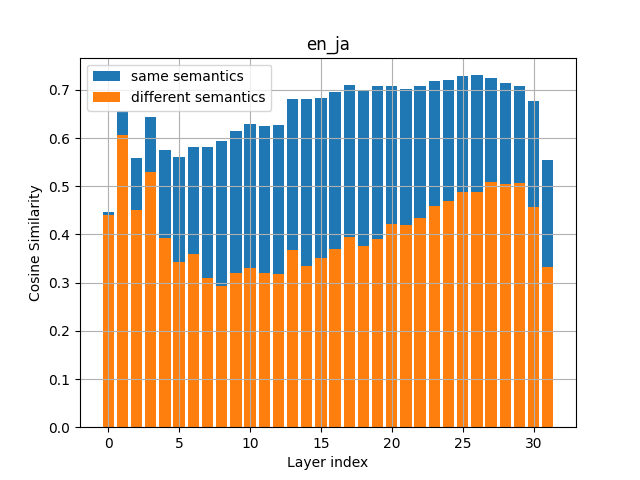 en_ja
same semantics
different semantics
Cosine Similarity
0.7
0.6
0.5
0.4
0.3
0.2
0.1
0.0
0 5 10 15 20 25 30
Layer index